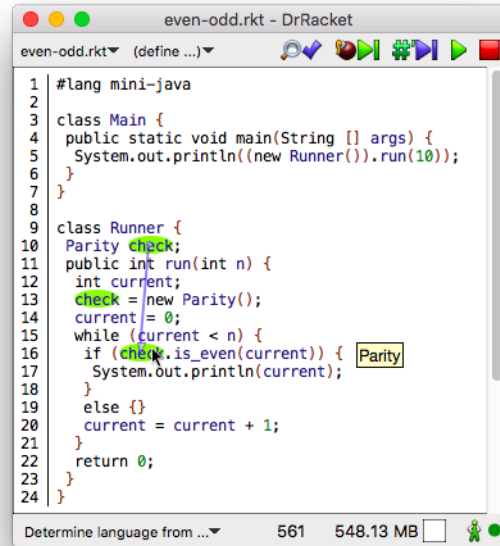 even-odd.rkt - DrRacket
even-odd.rkt▾ (define ...)▾
1 #lang mini-java
2
3 class Main {
4 public static void main(String [] args) {
5 System.out.println((new Runner()).run(10));
6 }
7 }
8
9 class Runner {
10 Parity check;
11 public int run(int n) {
12 int current;
13 check = new Parity();
14 current = 0;
15 while (current < n) {
16 if (check.is_even(current)) { Parity
17 System.out.println(current);
18 }
19 else {}
20 current = current + 1;
21 }
22 return 0;
23 }
24 }
Determine language from ...▾ 561 548.13 MB